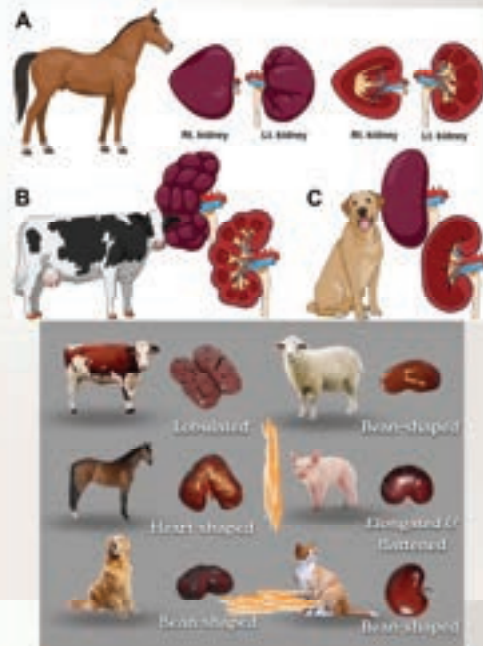 A
Rt. kidney
Lt. kidney
Rt. kidney
Lt. kidney
B
C
Lobulated
Bean-shaped
Heart shaped
Elongated &
flattened
Bean-shaped
Bean-shaped